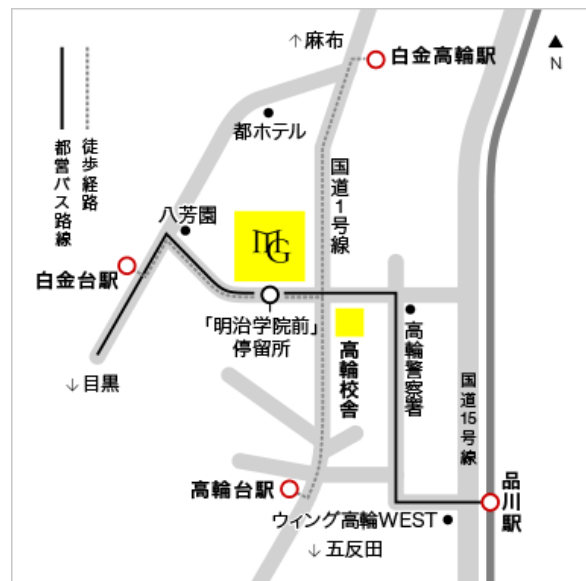 ↑麻布
白金高輪駅
N
都営バス路線
徒歩経路
都ホテル
国道1号線
八芳園
MG
白金台駅
「明治学院前」
停留所
高輪校舎
高輪警察署
国道15号線
↓目黒
高輪台駅
品川駅
ウィング高輪WEST
↓五反田